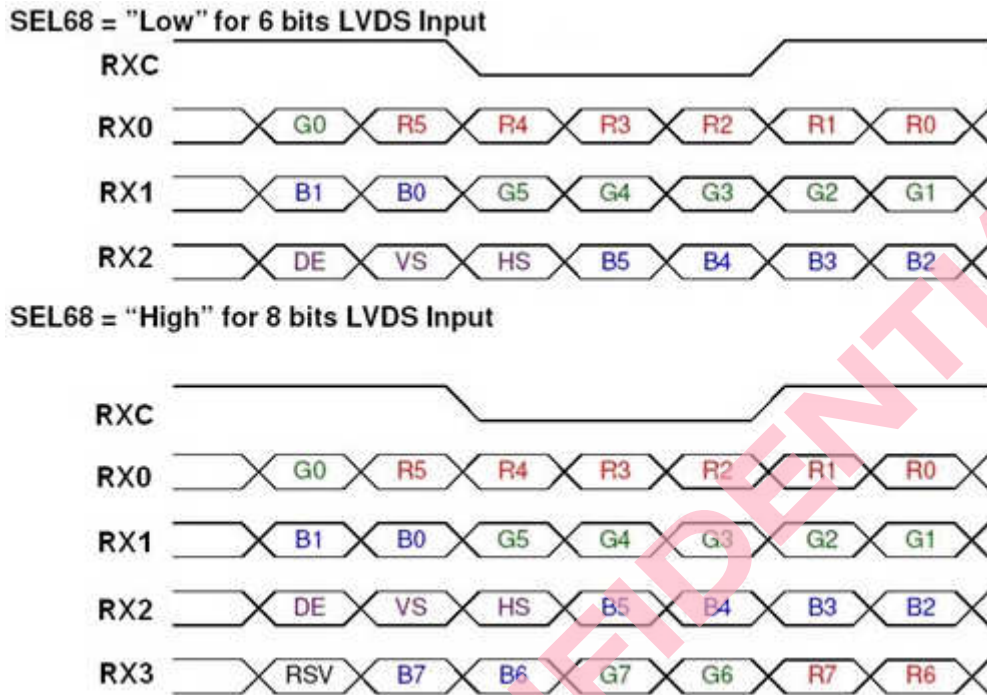 SEL68 = "Low" for 6 bits LVDS Input
RXC
RX0 G0 R5 R4 R3 R2 R1 R0
RX1 B1 B0 G5 G4 G3 G2 G1
RX2 DE VS HS B5 B4 B3 B2
SEL68 = “High” for 8 bits LVDS Input
RXC
RX0 G0 R5 R4 R3 R2 R1 R0
RX1 B1 B0 G5 G4 G3 G2 G1
RX2 DE VS HS B5 B4 B3 B2
RX3 RSV B7 B6 G7 G6 R7 R6
FIDENTI